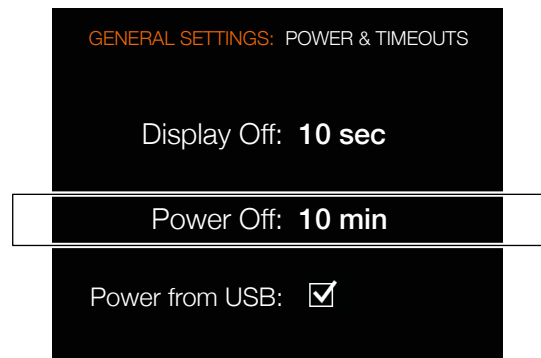 GENERAL SETTINGS: POWER & TIMEOUTS
Display Off: 10 sec
Power Off: 10 min
Power from USB: